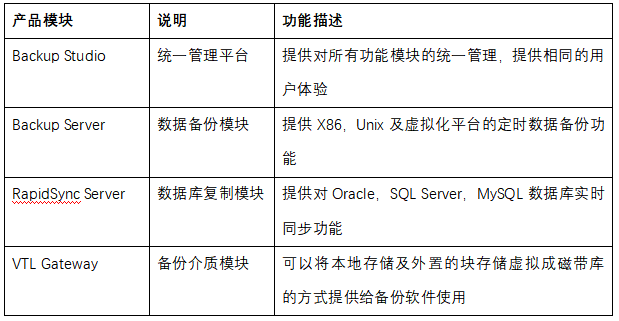 产品模块 说明 功能描述
Backup Studio 统一管理平台 提供对所有功能模块的统一管理，提供相同的用
户体验
Backup Server 数据备份模块 提供 X86，Unix 及虚拟化平台的定时数据备份功
能
RapidSync Server 数据库复制模块 提供对 Oracle，SQL Server，MySQL 数据库实时
同步功能
VTL Gateway 备份介质模块 可以将本地存储及外置的块存储虚拟成磁带库
的方式提供给备份软件使用